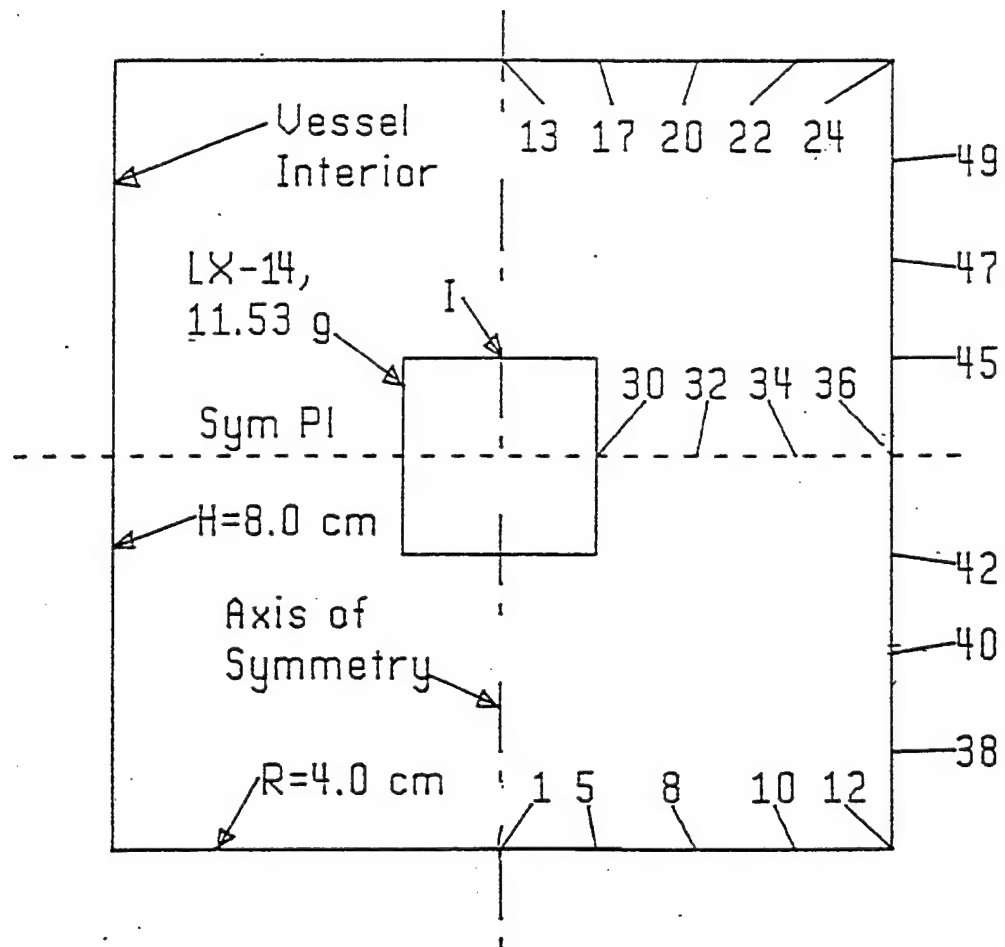 13 17 20 22 24
Vessel
Interior
49
47
LX-14,
11.53 g
I
45
30 32 34 36
Sym Pl
H=8.0 cm
42
Axis of
Symmetry
40
38
R=4.0 cm
1 5 8 10 12